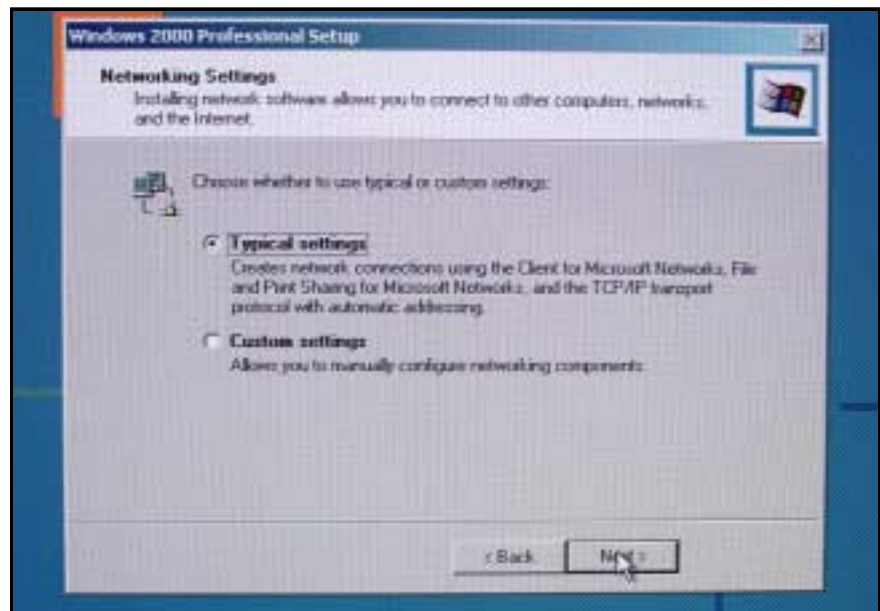 Windows 2000 Professional Setup
Networking Settings
Installing network software allows you to connect to other computers, networks,
and the Internet.
Choose whether to use typical or custom settings:
Typical settings
Creates network connections using the Client for Microsoft Networks, File
and Print Sharing for Microsoft Networks, and the TCP/IP transport
protocol with automatic addressing.
Custom settings
Allows you to manually configure networking components.
< Back
Next >